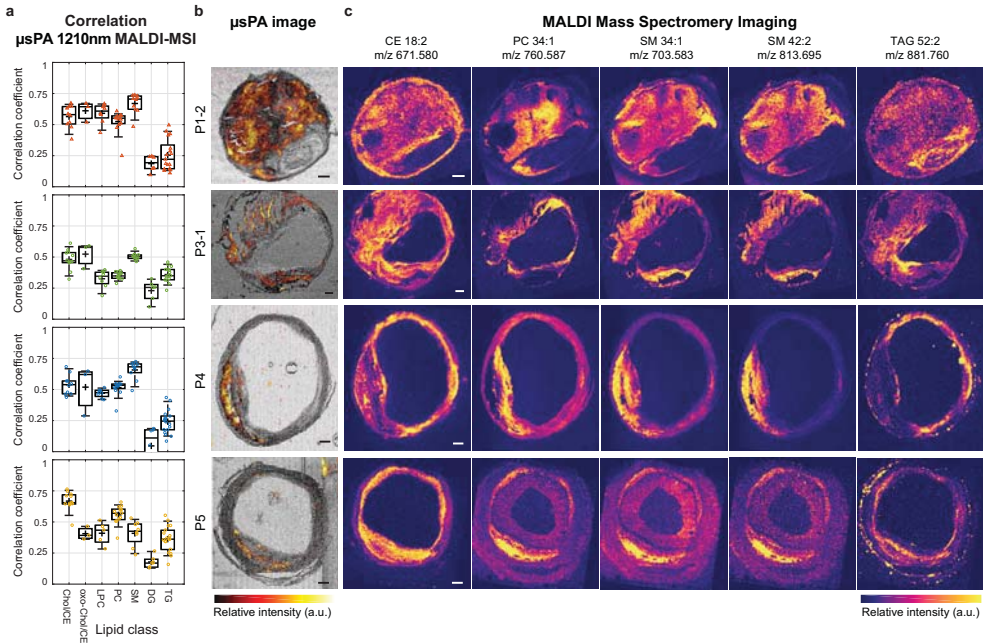 a
Correlation
µsPA 1210nm MALDI-MSI
b
µsPA image
c
MALDI Mass Spectromery Imaging
CE 18:2
m/z 671.580
PC 34:1
m/z 760.587
SM 34:1
m/z 703.583
SM 42:2
m/z 813.695
TAG 52:2
m/z 881.760
Correlation coefficient
1
0.75
0.5
0.25
0
P1-2
Correlation coefficient
1
0.75
0.5
0.25
0
P3-1
Correlation coefficient
1
0.75
0.5
0.25
0
P4
Correlation coefficient
1
0.75
0.5
0.25
0
P5
Chol/CE
oxo-Chol/CE
LPC
PC
SM
DG
TG
Lipid class
Relative intensity (a.u.)
Relative intensity (a.u.)